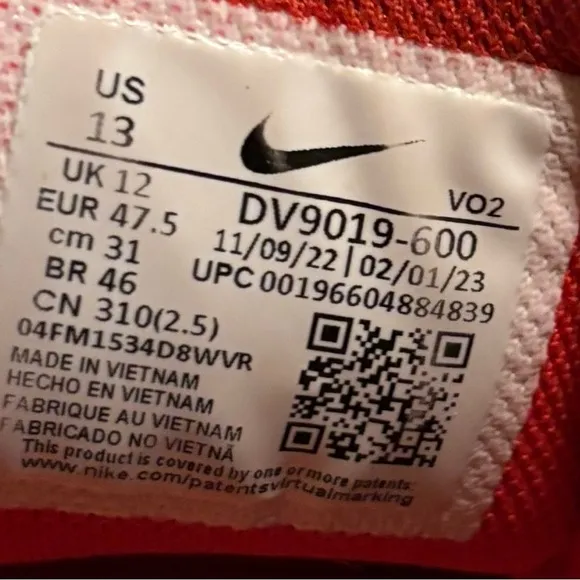 US
13
UK 12
EUR 47.5
cm 31
BR 46
CN 310(2.5)
04FM1534D8WVR
MADE IN VIETNAM
HECHO EN VIETNAM
FABRIQUE AU VIETNAM
FABRICADO NO VIETNÃ
VO2
DV9019-600
11/09/22 | 02/01/23
UPC 00196604884839
This product is covered by one or more patents:
www.nike.com/patentsvirtualmarking